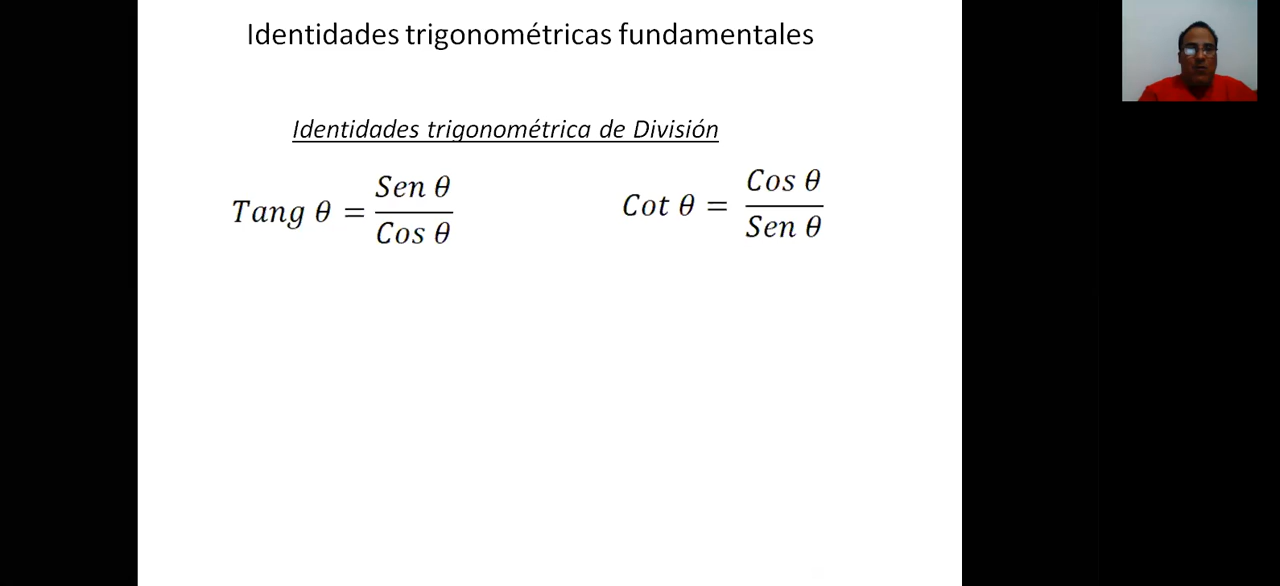 Identidades trigonométricas fundamentales
Identidades trigonométrica de División
Tang θ = Sen θ / Cos θ
Cot θ = Cos θ / Sen θ